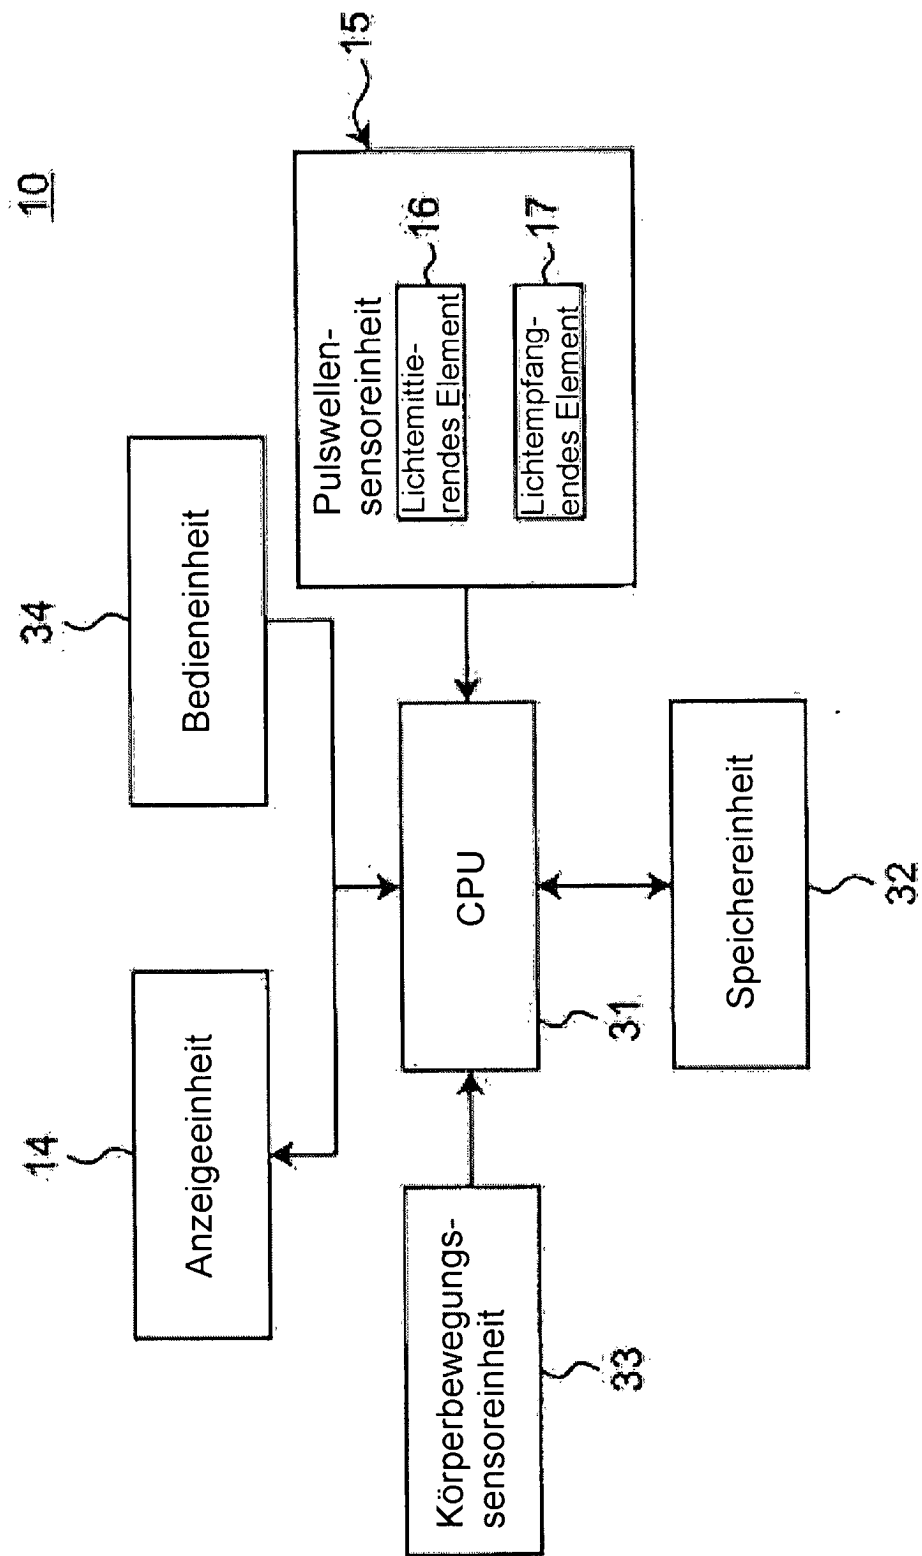 10
14
Anzeigeeinheit
34
Bedieneinheit
15
Pulswellen-
sensoreinheit
16
Lichtemittie-
rendes Element
17
Lichtempfang-
endes Element
Körperbewegungs-
sensoreinheit
33
CPU
31
Speichereinheit
32